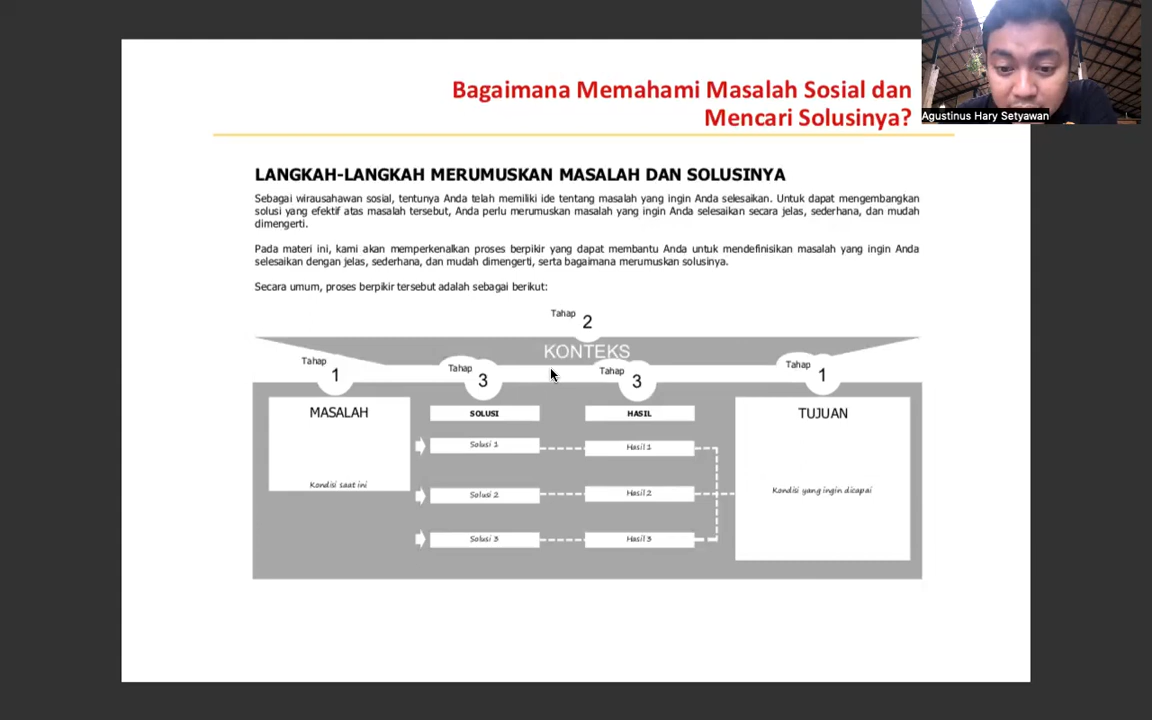 Bagaimana Memahami Masalah Sosial dan
Mencari Solusinya?
Agustinus Hary Setyawan
LANGKAH-LANGKAH MERUMUSKAN MASALAH DAN SOLUSINYA
Sebagai wirausahawan sosial, tentunya Anda telah memiliki ide tentang masalah yang ingin Anda selesaikan. Untuk dapat mengembangkan
solusi yang efektif atas masalah tersebut, Anda perlu merumuskan masalah yang ingin Anda selesaikan secara jelas, sederhana, dan mudah
dimengerti.
Pada materi ini, kami akan memperkenalkan proses berpikir yang dapat membantu Anda untuk mendefinisikan masalah yang ingin Anda
selesaikan dengan jelas, sederhana, dan mudah dimengerti, serta bagaimana merumuskan solusinya.
Secara umum, proses berpikir tersebut adalah sebagai berikut:
Tahap 2
KONTEKS
Tahap 1
Tahap 3
Tahap 3
Tahap 1
MASALAH
Kondisi saat ini
SOLUSI
Solusi 1
Solusi 2
Solusi 3
HASIL
Hasil 1
Hasil 2
Hasil 3
TUJUAN
Kondisi yang ingin dicapai